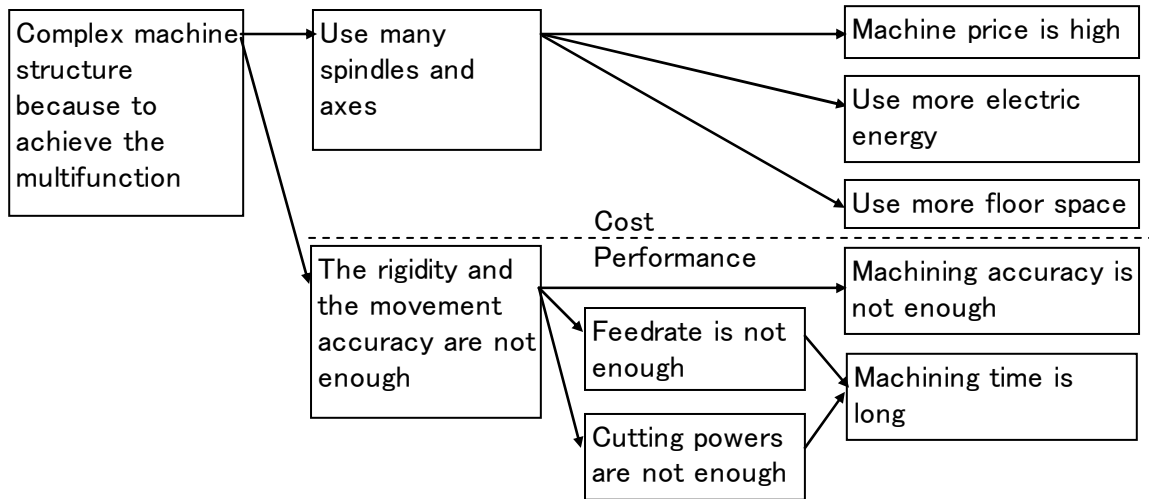 Complex machine
structure
because to
achieve the
multifunction
Use many
spindles and
axes
Machine price is high
Use more electric
energy
Use more floor space
Cost
Performance
The rigidity and
the movement
accuracy are not
enough
Machining accuracy is
not enough
Feedrate is not
enough
Machining time is
long
Cutting powers
are not enough